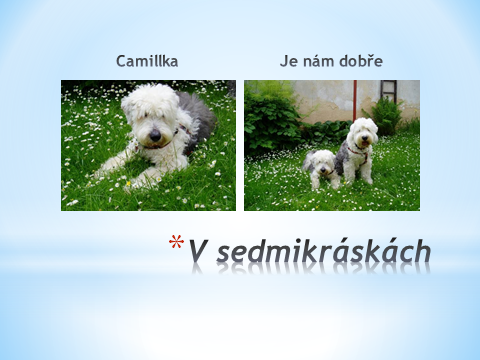 Camillka
Je nám dobře
* V sedmikráskách